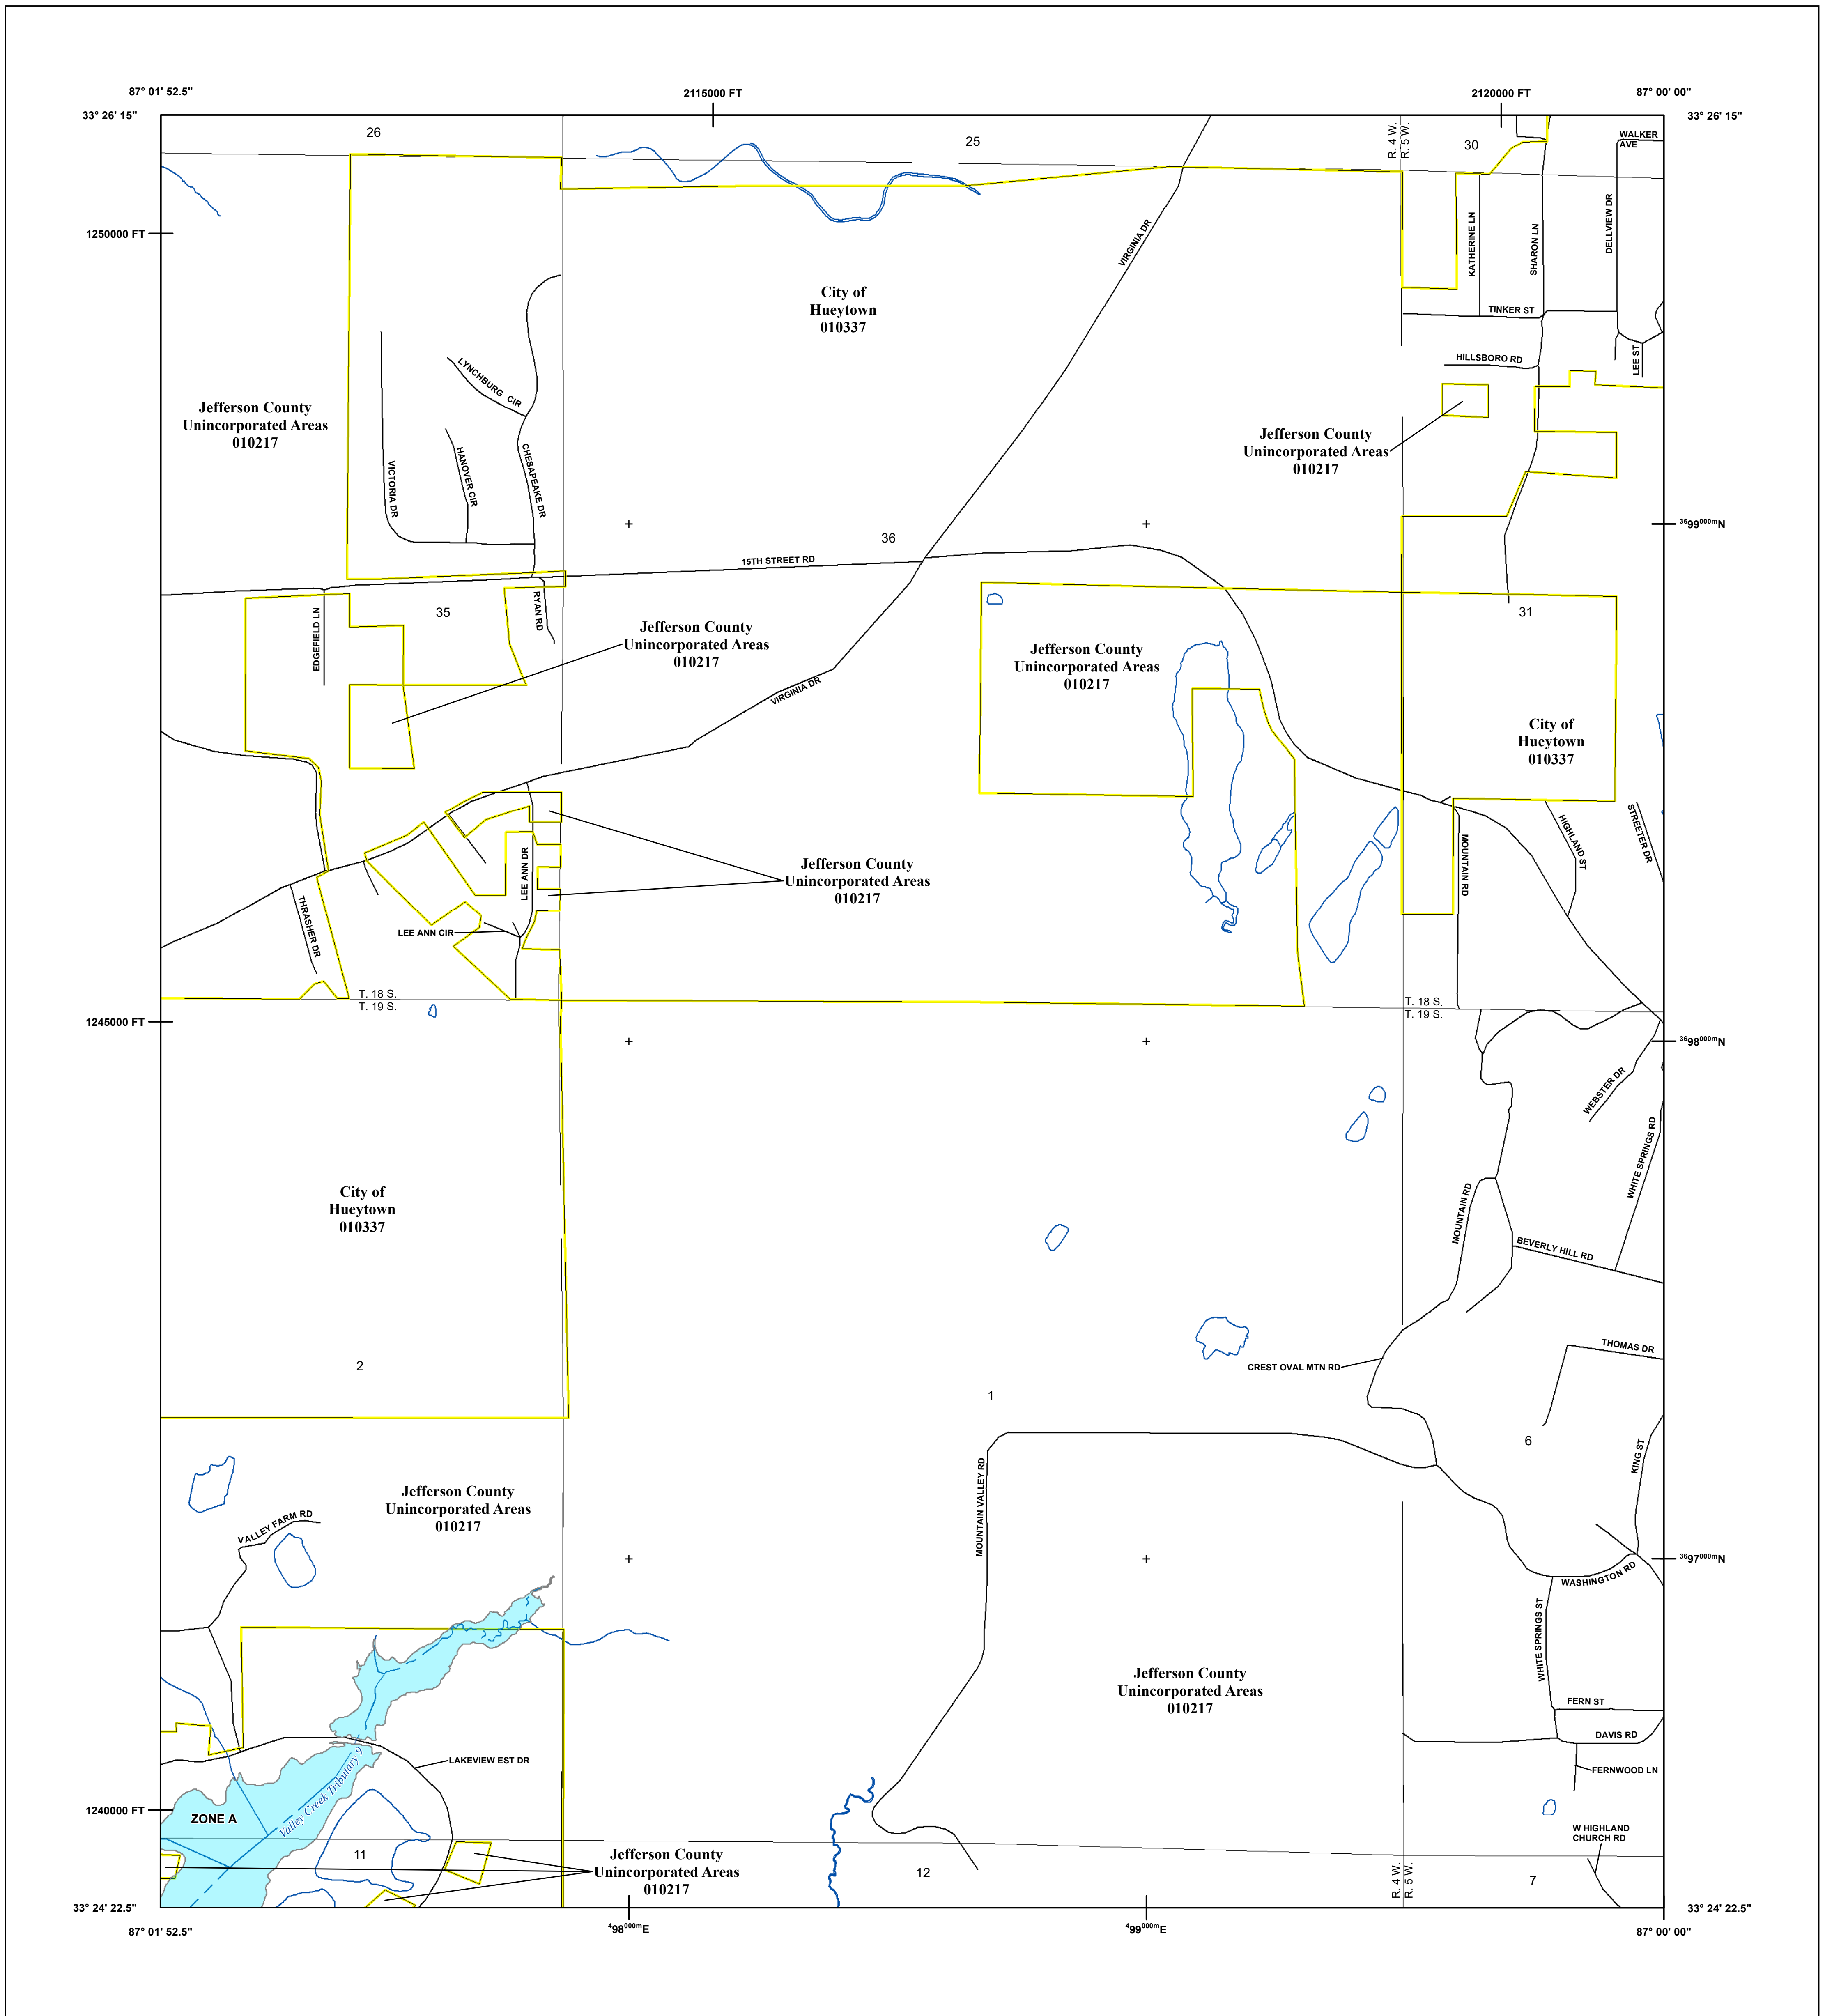 87° 01' 52.5"
2115000 FT
2120000 FT
87° 00' 00"
33° 26' 15"
33° 26' 15"
26
25
R. 4 W.
R. 5 W.
30
WALKER
AVE
1250000 FT
VIRGINIA DR
KATHERINE LN
SHARON LN
DELLVIEW DR
City of
Hueytown
010337
TINKER ST
HILLSBORO RD
LEE ST
LYNCHBURG CIR
Jefferson County
Unincorporated Areas
010217
Jefferson County
Unincorporated Areas
010217
VICTORIA DR
HANOVER CIR
CHESAPEAKE DR
36
3699000mN
15TH STREET RD
35
EDGEFIELD LN
RYAN RD
31
Jefferson County
Unincorporated Areas
010217
Jefferson County
Unincorporated Areas
010217
VIRGINIA DR
City of
Hueytown
010337
HIGHLAND ST
STREETER DR
MOUNTAIN RD
LEE ANN DR
Jefferson County
Unincorporated Areas
010217
THRASHER DR
LEE ANN CIR
T. 18 S.
T. 19 S.
T. 18 S.
T. 19 S.
1245000 FT
3698000mN
WEBSTER DR
WHITE SPRINGS RD
City of
Hueytown
010337
MOUNTAIN RD
BEVERLY HILL RD
THOMAS DR
2
CREST OVAL MTN RD
1
6
KING ST
Jefferson County
Unincorporated Areas
010217
MOUNTAIN VALLEY RD
VALLEY FARM RD
3697000mN
WASHINGTON RD
WHITE SPRINGS ST
Jefferson County
Unincorporated Areas
010217
FERN ST
DAVIS RD
LAKEVIEW EST DR
FERNWOOD LN
Valley Creek Tributary 9
1240000 FT
ZONE A
W HIGHLAND
CHURCH RD
11
Jefferson County
Unincorporated Areas
010217
12
R. 4 W.
R. 5 W.
7
33° 24' 22.5"
33° 24' 22.5"
87° 01' 52.5"
498000mE
499000mE
87° 00' 00"